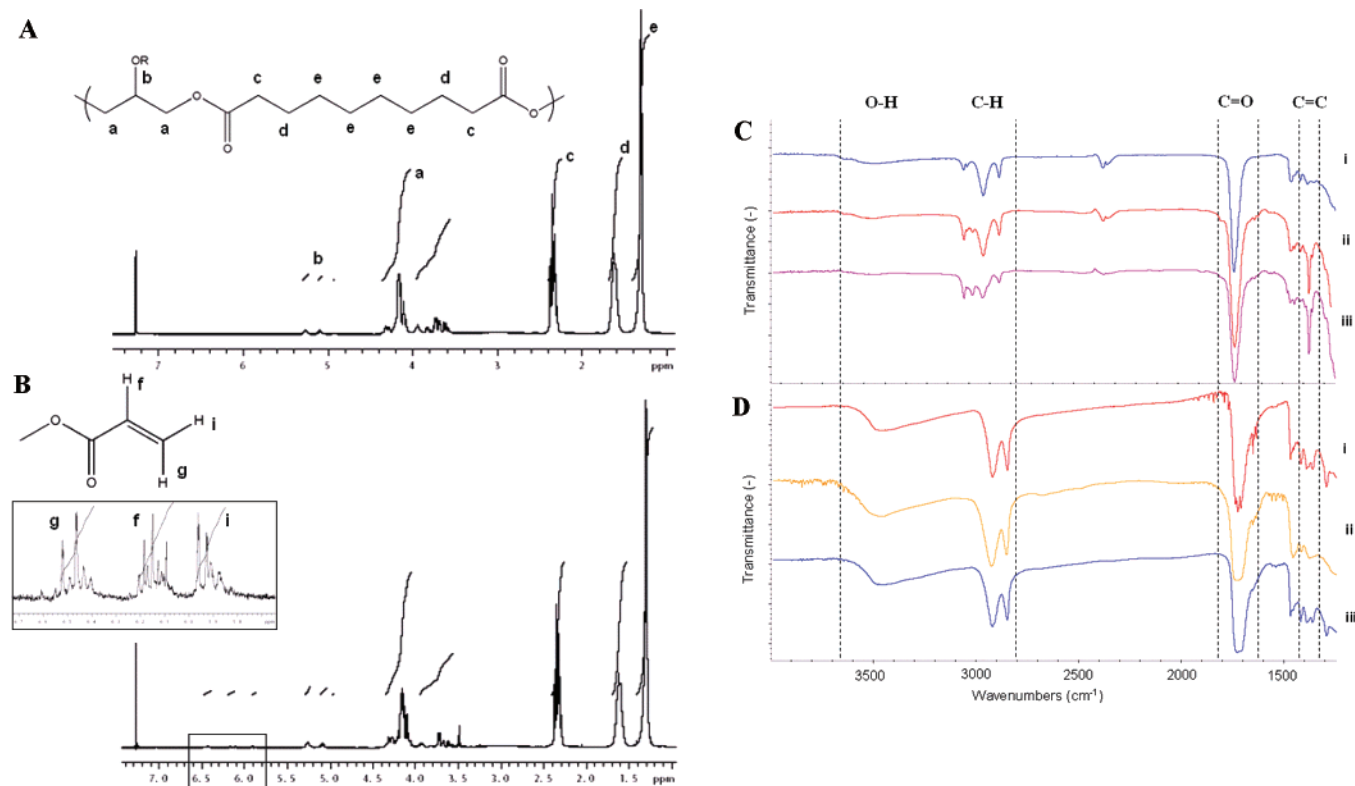 A
OR
b
c e e d
O
O
O
O
a a
O
d e e c
a
b
c
d
e
7 6 5 4 3 2 ppm
B
H
f
H
i
O
O
H
g
g f i
7.0 6.5 6.0 5.5 5.0 4.5 4.0 3.5 3.0 2.5 2.0 1.5 ppm
O-H C-H C=O C=C
C
Transmittance (-)
i
ii
iii
D
Transmittance (-)
i
ii
iii
3500 3000 2500 2000 1500
Wavenumbers (cm⁻¹)